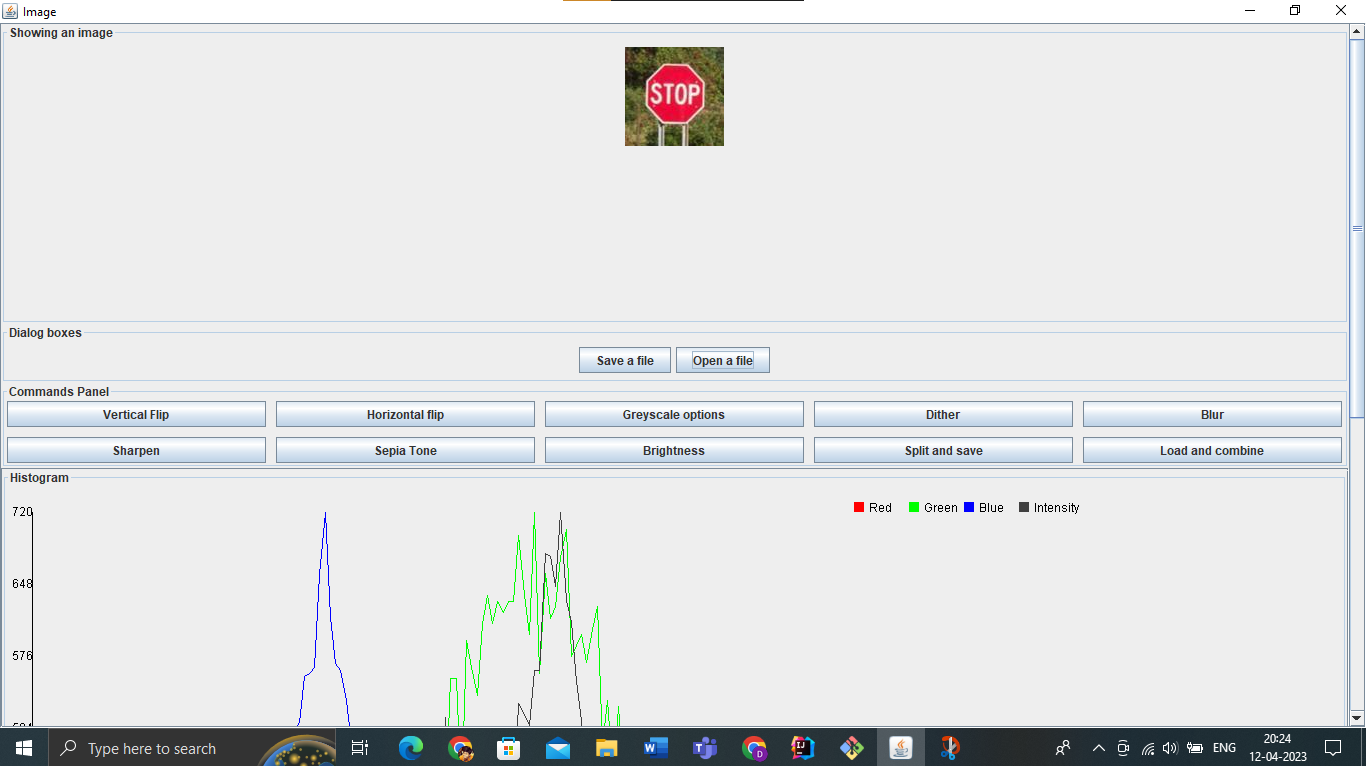 Image
Showing an image
STOP
Dialog boxes
Save a file Open a file
Commands Panel
Vertical Flip Horizontal flip Greyscale options Dither Blur
Sharpen Sepia Tone Brightness Split and save Load and combine
Histogram
720 Red Green Blue Intensity
648
576
Type here to search ENG 20:24
12-04-2023